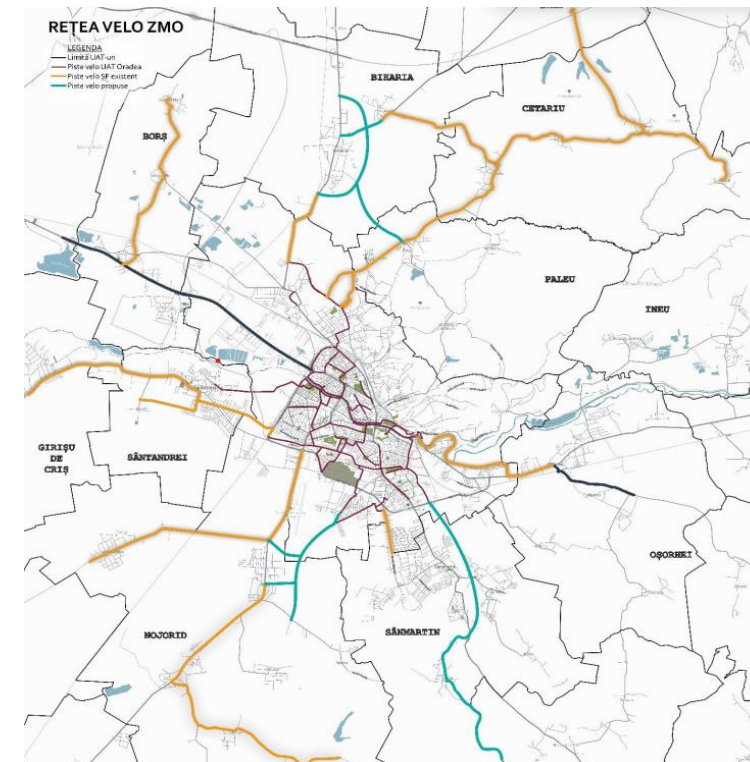 REȚEA VELO ZMO
LEGENDA
Limită UAT-uri
Piste velo UAT Oradea
Piste velo SF existent
Piste velo propuse
BIHARIA
CETARIU
BORȘ
PALEU
INEU
GIRIȘU
DE
CRIȘ
SÂNTANDREI
OȘORHEI
NOJORID
SÂNMARTIN